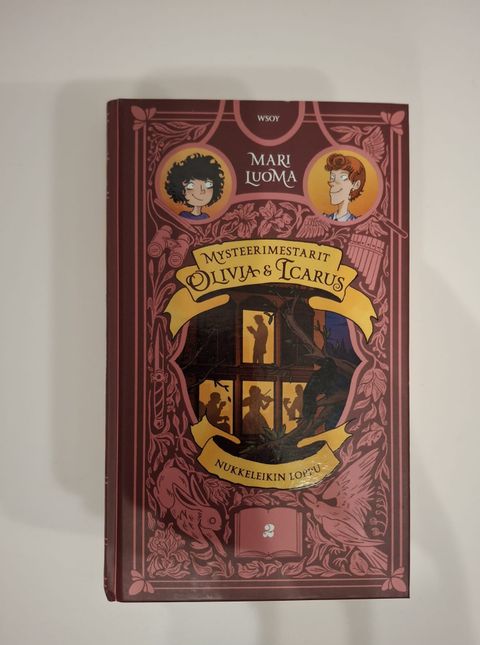 WSOY
MARI
LUOMA
MYSTEERIMESTARIT
OLIVIA & ICARUS
NUKKELEIKIN LOPPU
2